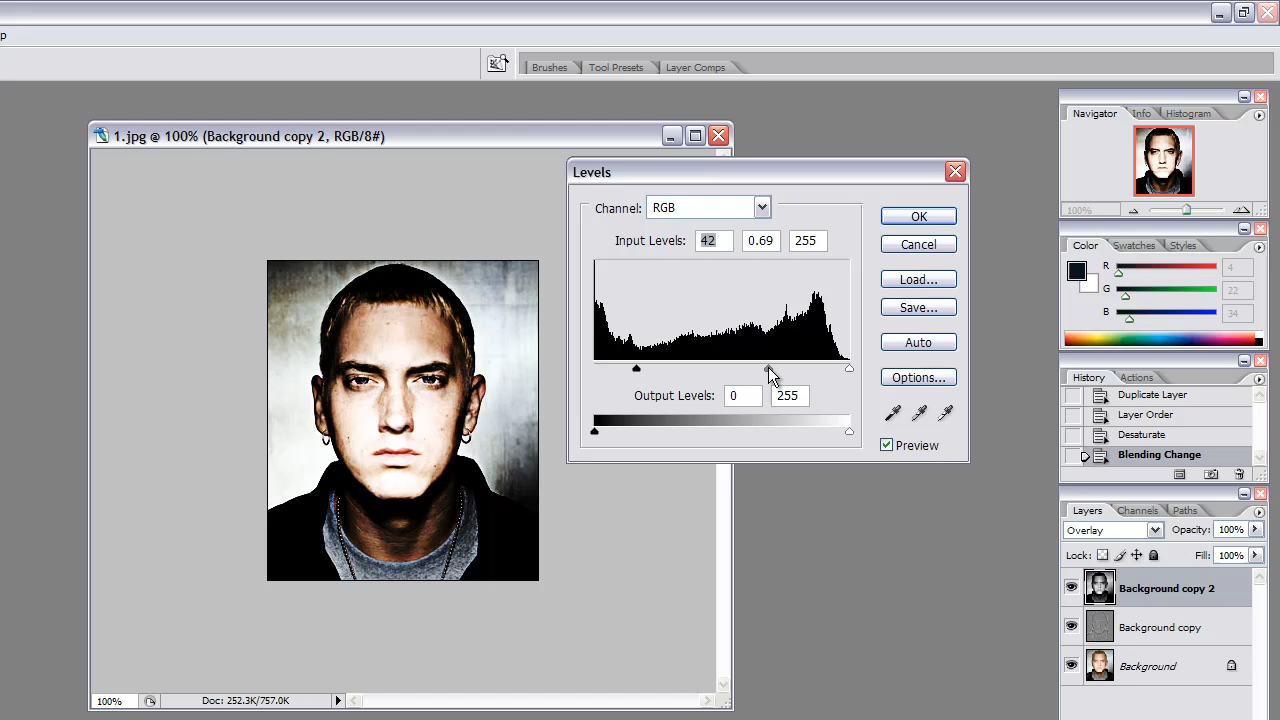 P
Brushes
Tool Presets
Layer Comps
1.jpg @ 100% (Background copy 2, RGB/8#)
100%
Doc: 252.3K/757.0K
Levels
Channel: RGB
Input Levels: 42 0.69 255
Output Levels: 0 255
OK
Cancel
Load...
Save...
Auto
Options...
Preview
Navigator Info Histogram
100%
Color Swatches Styles
R 4
G 22
B 34
History Actions
Duplicate Layer
Layer Order
Desaturate
Blending Change
Layers Channels Paths
Overlay Opacity: 100%
Lock: Fill: 100%
Background copy 2
Background copy
Background